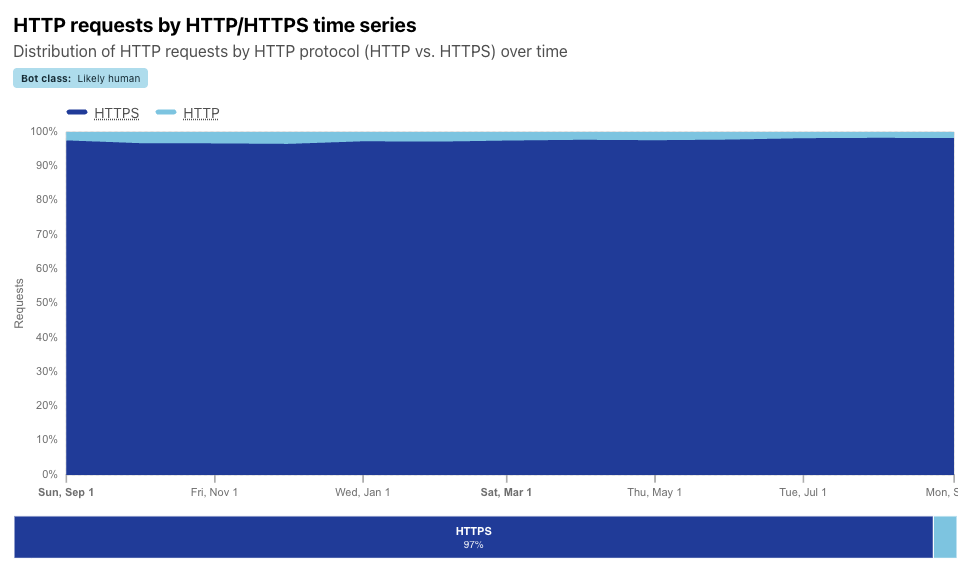 HTTP requests by HTTP/HTTPS time series
Distribution of HTTP requests by HTTP protocol (HTTP vs. HTTPS) over time
Bot class: Likely human
HTTPS HTTP
100%
90%
80%
70%
60%
50%
40%
30%
20%
10%
0%
Requests
Sun, Sep 1 Fri, Nov 1 Wed, Jan 1 Sat, Mar 1 Thu, May 1 Tue, Jul 1 Mon, S
HTTPS
97%